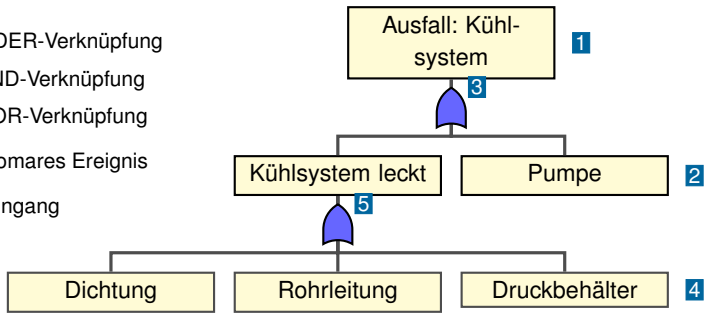 DER-Verknüpfung
ND-Verknüpfung
OR-Verknüpfung
omares Ereignis
ngang
Ausfall: Kühl-
system
1
3
Kühlsystem leckt
Pumpe
2
5
Dichtung
Rohrleitung
Druckbehälter
4